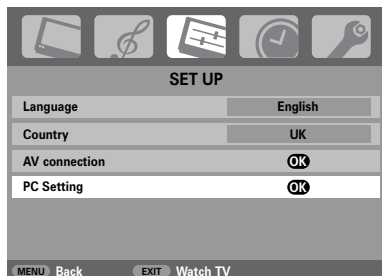 SET UP
Language English
Country UK
AV connection OK
PC Setting OK
MENU Back EXIT Watch TV